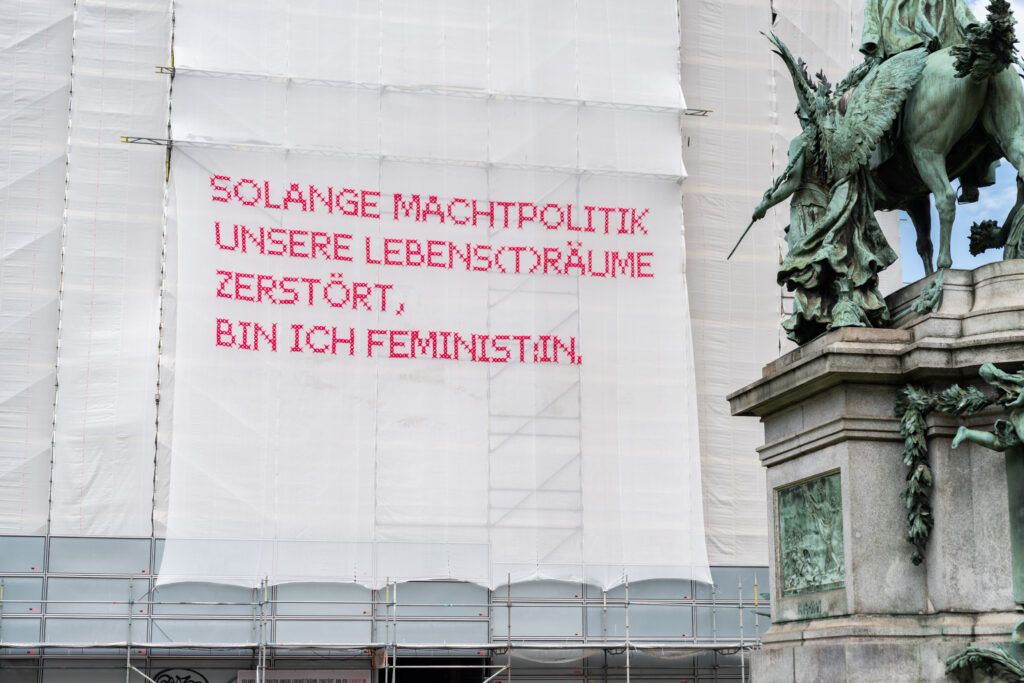 SOLANGE MACHTPOLITIK
UNSERE LEBENS(T)RÄUME
ZERSTÖRT,
BIN ICH FEMINIST:IN.